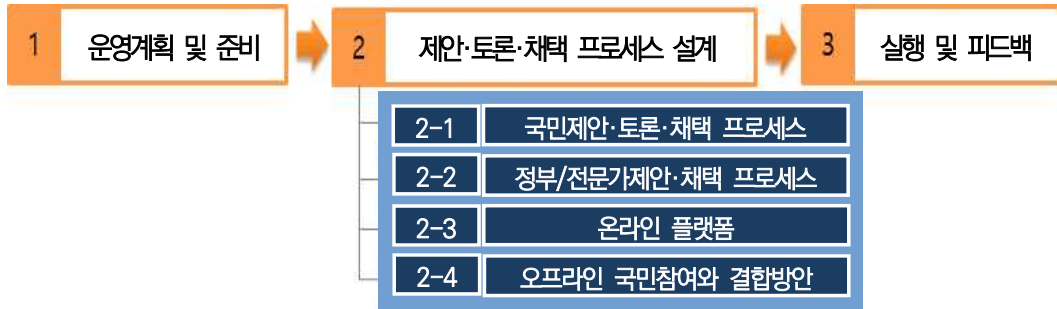 1 운영계획 및 준비 2 제안·토론·채택 프로세스 설계 3 실행 및 피드백
2-1 국민제안·토론·채택 프로세스
2-2 정부/전문가제안·채택 프로세스
2-3 온라인 플랫폼
2-4 오프라인 국민참여와 결합방안